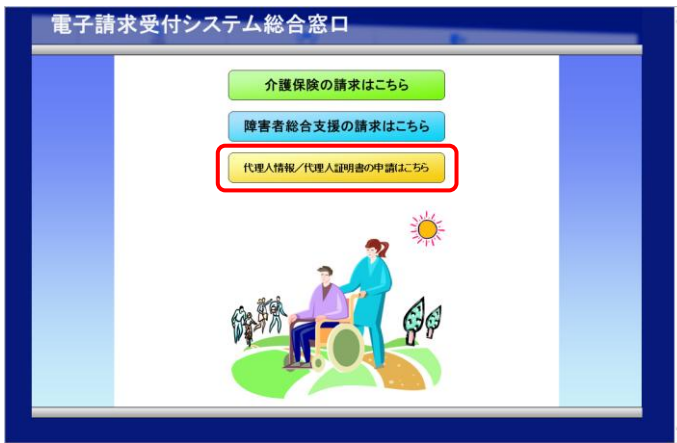 電子請求受付システム総合窓口
介護保険の請求はこちら
障害者総合支援の請求はこちら
代理人情報／代理人証明書の申請はこちら